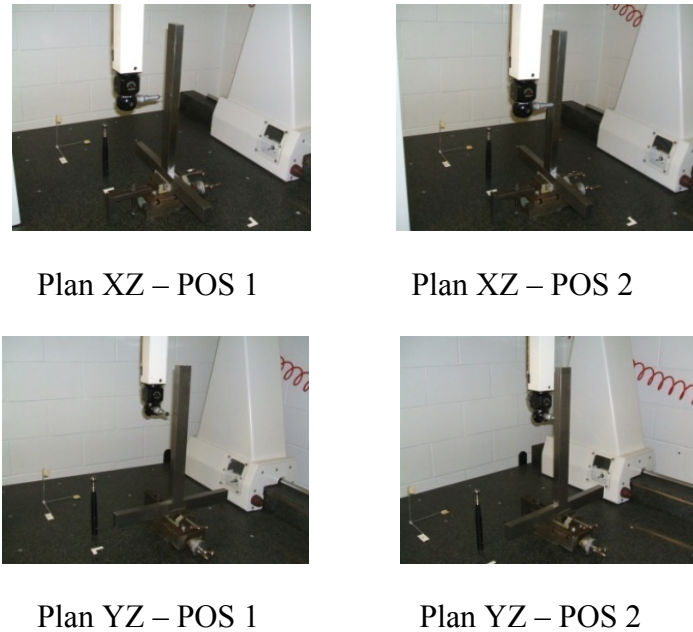 Plan XZ – POS 1
Plan XZ – POS 2
Plan YZ – POS 1
Plan YZ – POS 2